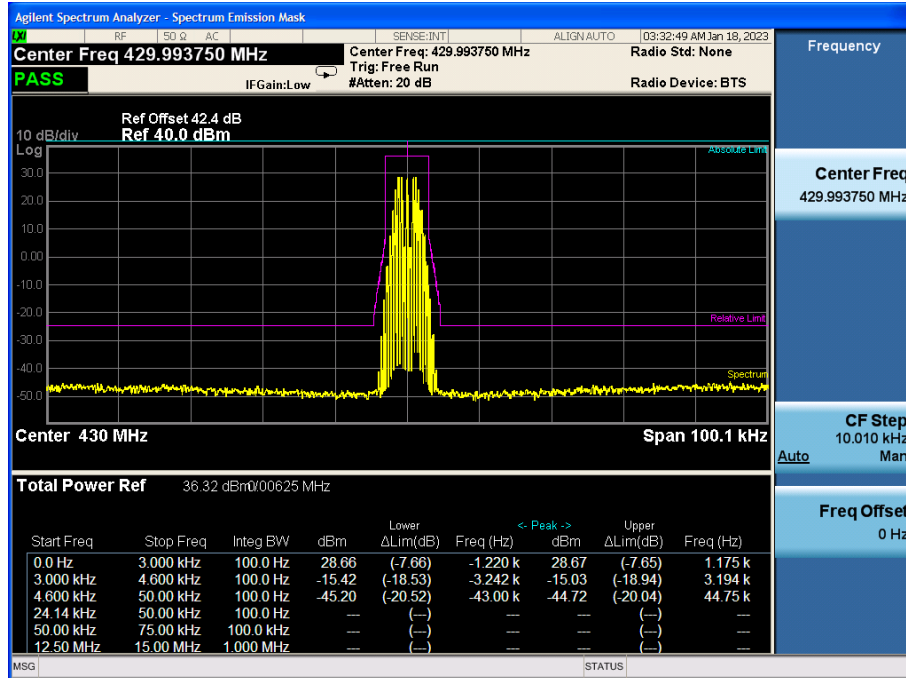 Agilent Spectrum Analyzer - Spectrum Emission Mask
LXI RF 50 Ω AC SENSE:INT ALIGN AUTO 03:32:49 AM Jan 18, 2023
Center Freq 429.993750 MHz
Center Freq: 429.993750 MHz
Radio Std: None
Trig: Free Run
PASS
IFGain:Low
#Atten: 20 dB
Radio Device: BTS
Frequency
Ref Offset 42.4 dB
10 dB/div Ref 40.0 dBm
Log
Absolute Limit
30.0
20.0
10.0
0.00
-10.0
-20.0
-30.0
-40.0
-50.0
Relative Limit
Spectrum
Center 430 MHz
Span 100.1 kHz
Center Freq
429.993750 MHz
CF Step
10.010 kHz
Auto Man
Freq Offset
0 Hz
Total Power Ref 36.32 dBm/0.00625 MHz
Lower <- Peak -> Upper
Start Freq Stop Freq Integ BW dBm ΔLim(dB) Freq (Hz) dBm ΔLim(dB) Freq (Hz)
0.0 Hz 3.000 kHz 100.0 Hz 28.66 (-7.66) -1.220 k 28.67 (-7.65) 1.175 k
3.000 kHz 4.600 kHz 100.0 Hz -15.42 (-18.53) -3.242 k -15.03 (-18.94) 3.194 k
4.600 kHz 50.00 kHz 100.0 Hz -45.20 (-20.52) -43.00 k -44.72 (-20.04) 44.75 k
24.14 kHz 50.00 kHz 100.0 Hz --- (---) --- --- (---) ---
50.00 kHz 75.00 kHz 100.0 kHz --- (---) --- --- (---) ---
12.50 MHz 15.00 MHz 1.000 MHz --- (---) --- --- (---) ---
MSG STATUS